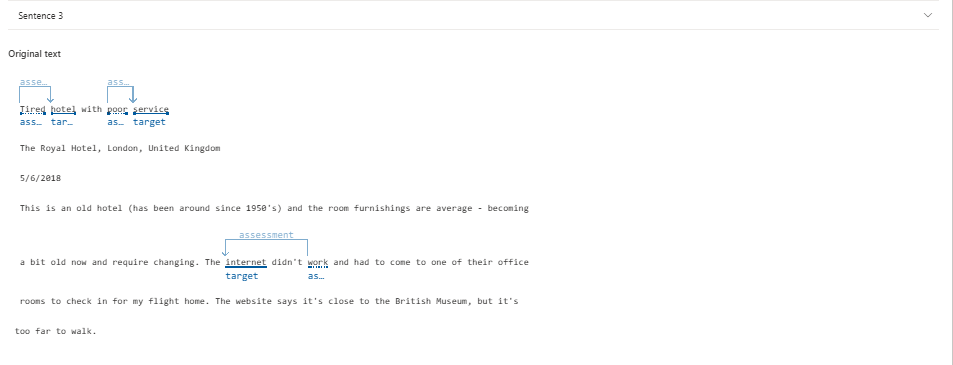 Sentence 3
Original text
asse... ass...
Tired hotel with poor service
ass... tar... as... target
The Royal Hotel, London, United Kingdom
5/6/2018
This is an old hotel (has been around since 1950's) and the room furnishings are average - becoming
assessment
a bit old now and require changing. The internet didn't work and had to come to one of their office
target as...
rooms to check in for my flight home. The website says it's close to the British Museum, but it's
too far to walk.